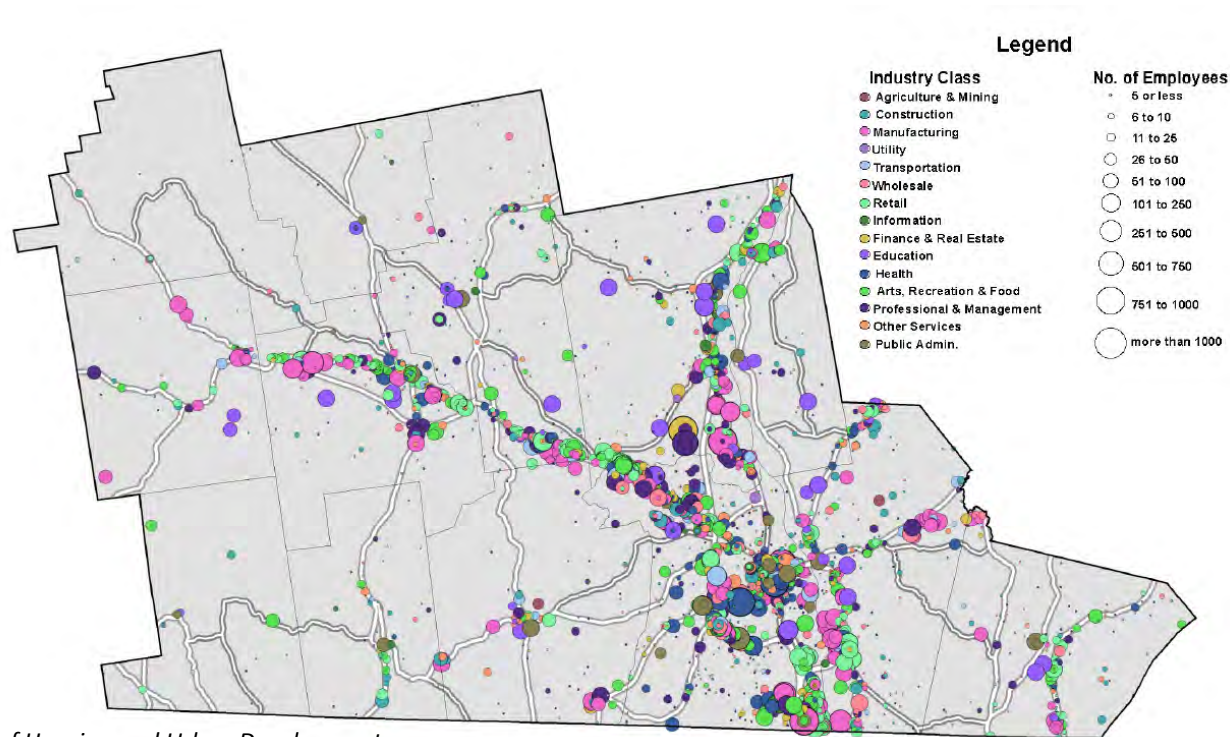 Legend
Industry Class
Agriculture & Mining
Construction
Manufacturing
Utility
Transportation
Wholesale
Retail
Information
Finance & Real Estate
Education
Health
Arts, Recreation & Food
Professional & Management
Other Services
Public Admin.
No. of Employees
5 or less
6 to 10
11 to 25
26 to 50
51 to 100
101 to 250
251 to 500
501 to 750
751 to 1000
more than 1000